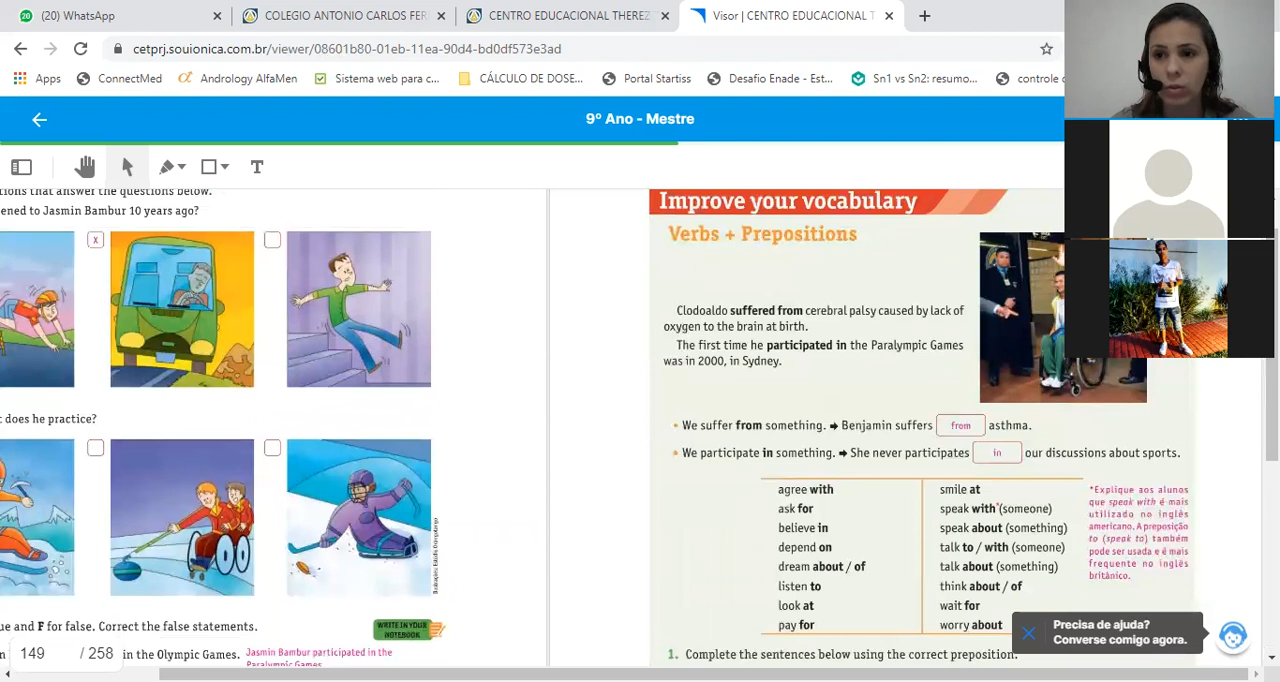 (20) WhatsApp
COLEGIO ANTONIO CARLOS FER
CENTRO EDUCACIONAL THEREZ
Visor | CENTRO EDUCACIONAL T
cetprj.souionica.com.br/viewer/08601b80-01eb-11ea-90d4-bd0df573e3ad
Apps
ConnectMed
Andrology AlfaMen
Sistema web para c...
CÁLCULO DE DOSE...
Portal Startiss
Desafio Enade - Est...
Sn1 vs Sn2: resumo...
controle d
9º Ano - Mestre
T
tions that answer the questions below.
ened to Jasmin Bambur 10 years ago?
x
t does he practice?
ue and F for false. Correct the false statements.
WRITE IN YOUR
NOTEBOOK
in the Olympic Games.
Jasmin Bambur participated in the
Paralympic Games
149 / 258
Improve your vocabulary
Verbs + Prepositions
Clodoaldo suffered from cerebral palsy caused by lack of
oxygen to the brain at birth.
The first time he participated in the Paralympic Games
was in 2000, in Sydney.
• We suffer from something. ➡ Benjamin suffers from asthma.
• We participate in something. ➡ She never participates in our discussions about sports.
agree with
ask for
believe in
depend on
dream about / of
listen to
look at
pay for
smile at
speak with*(someone)
speak about (something)
talk to / with (someone)
talk about (something)
think about / of
wait for
worry about
*Explique aos alunos
que speak with é mais
utilizado no inglês
americano. A preposição
to (speak to) também
pode ser usada e é mais
frequente no inglês
britânico.
1. Complete the sentences below using the correct preposition.
Precisa de ajuda?
Converse comigo agora.